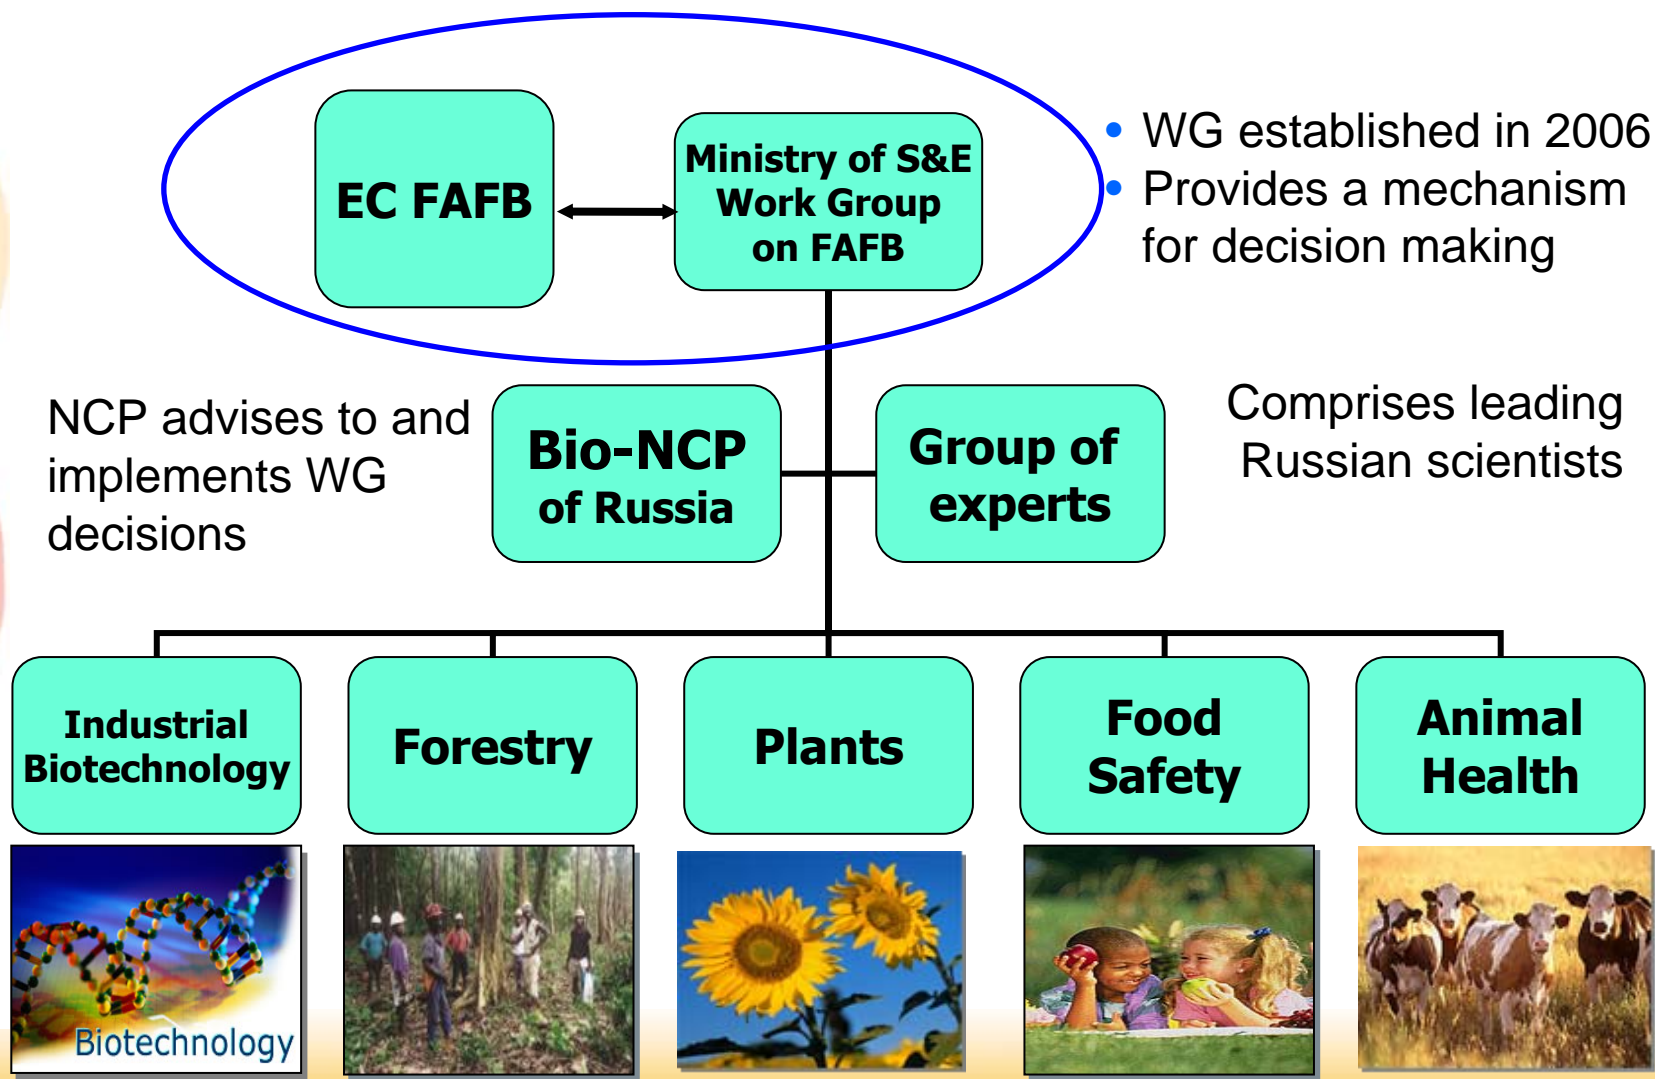 EC FAFB
Ministry of S&E
Work Group
on FAFB
• WG established in 2006
• Provides a mechanism
for decision making
NCP advises to and
implements WG
decisions
Bio-NCP
of Russia
Group of
experts
Comprises leading
Russian scientists
Industrial
Biotechnology
Forestry
Plants
Food
Safety
Animal
Health
Biotechnology